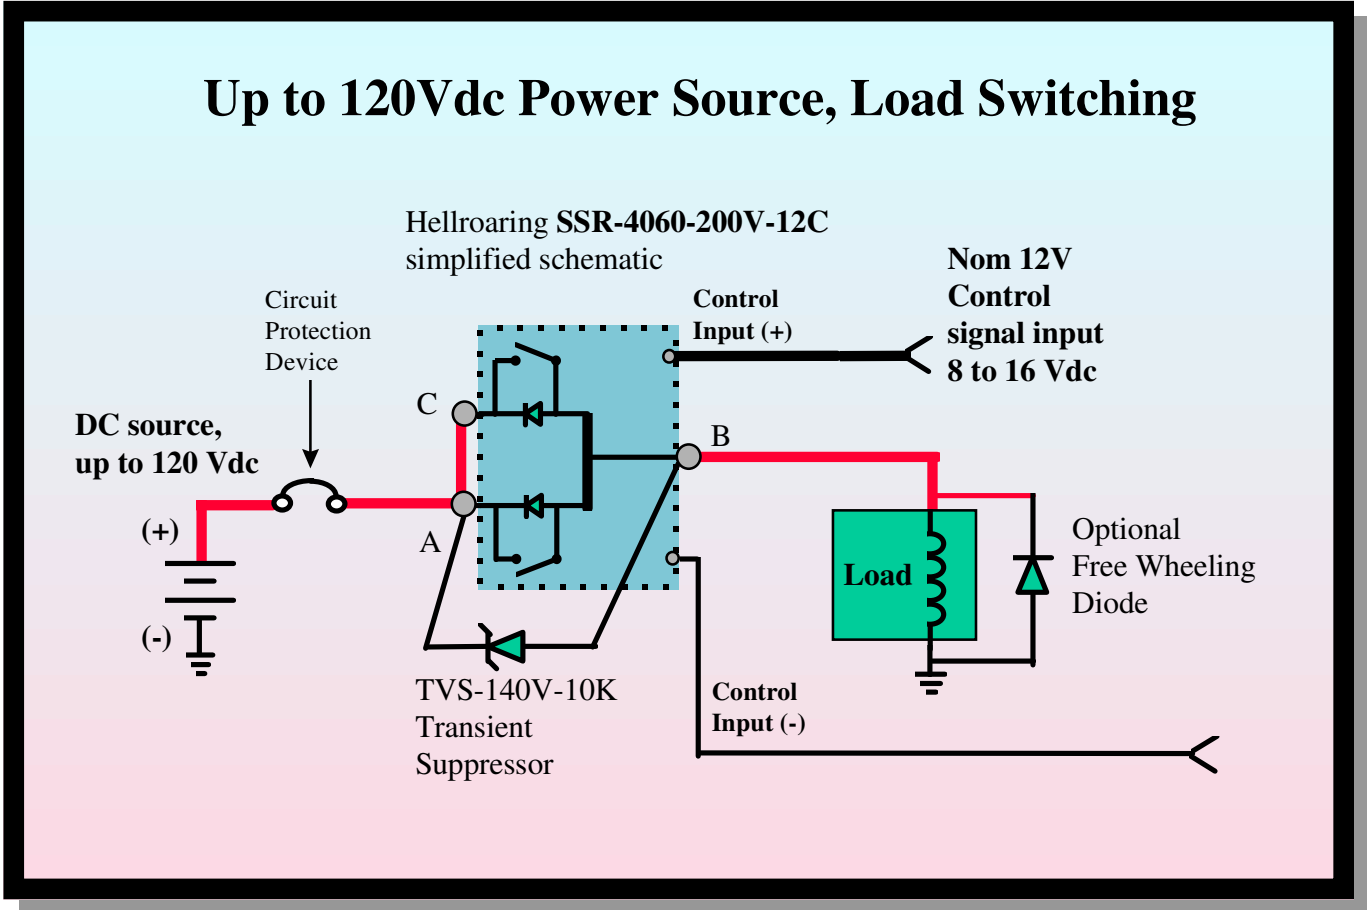 Up to 120Vdc Power Source, Load Switching
Hellroaring SSR-4060-200V-12C
simplified schematic
Nom 12V
Control
signal input
8 to 16 Vdc
Control
Input (+)
Circuit
Protection
Device
C
DC source,
up to 120 Vdc
B
(+)
A
Optional
Free Wheeling
Diode
Load
(-)
TVS-140V-10K
Transient
Suppressor
Control
Input (-)